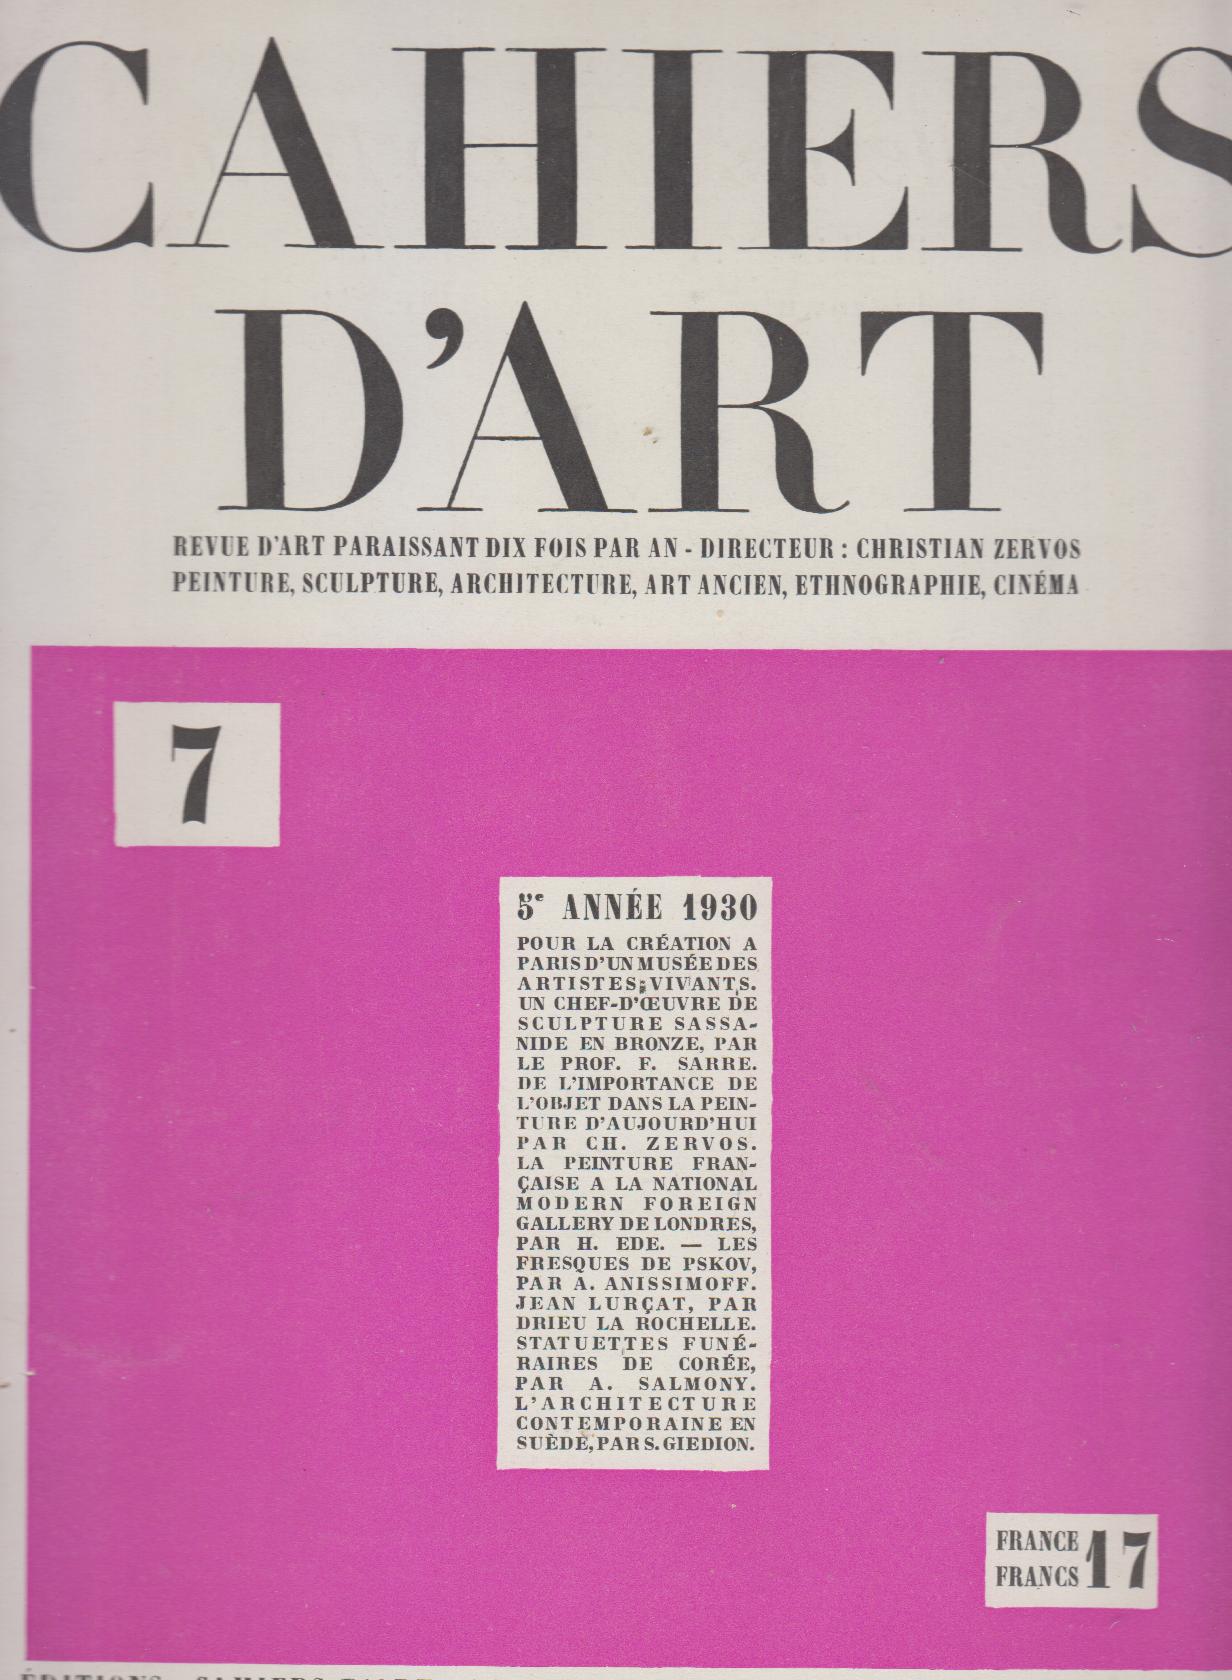 CAHIERS
D'ART
REVUE D'ART PARAISSANT DIX FOIS PAR AN - DIRECTEUR : CHRISTIAN ZERVOS
PEINTURE, SCULPTURE, ARCHITECTURE, ART ANCIEN, ETHNOGRAPHIE, CINÉMA
7
5e ANNÉE 1930
POUR LA CRÉATION A
PARIS D'UN MUSÉE DES
ARTISTES VIVANTS.
UN CHEF-D'ŒUVRE DE
SCULPTURE SASSA-
NIDE EN BRONZE, PAR
LE PROF. F. SARRE.
DE L'IMPORTANCE DE
L'OBJET DANS LA PEIN-
TURE D'AUJOURD'HUI
PAR CH. ZERVOS.
LA PEINTURE FRAN-
ÇAISE A LA NATIONAL
MODERN FOREIGN
GALLERY DE LONDRES,
PAR H. EDE. — LES
FRESQUES DE PSKOV,
PAR A. ANISSIMOFF.
JEAN LURÇAT, PAR
DRIEU LA ROCHELLE.
STATUETTES FUNÉ-
RAIRES DE CORÉE,
PAR A. SALMONY.
L'ARCHITECTURE
CONTEMPORAINE EN
SUÈDE, PAR S. GIEDION.
FRANCE
FRANCS 17